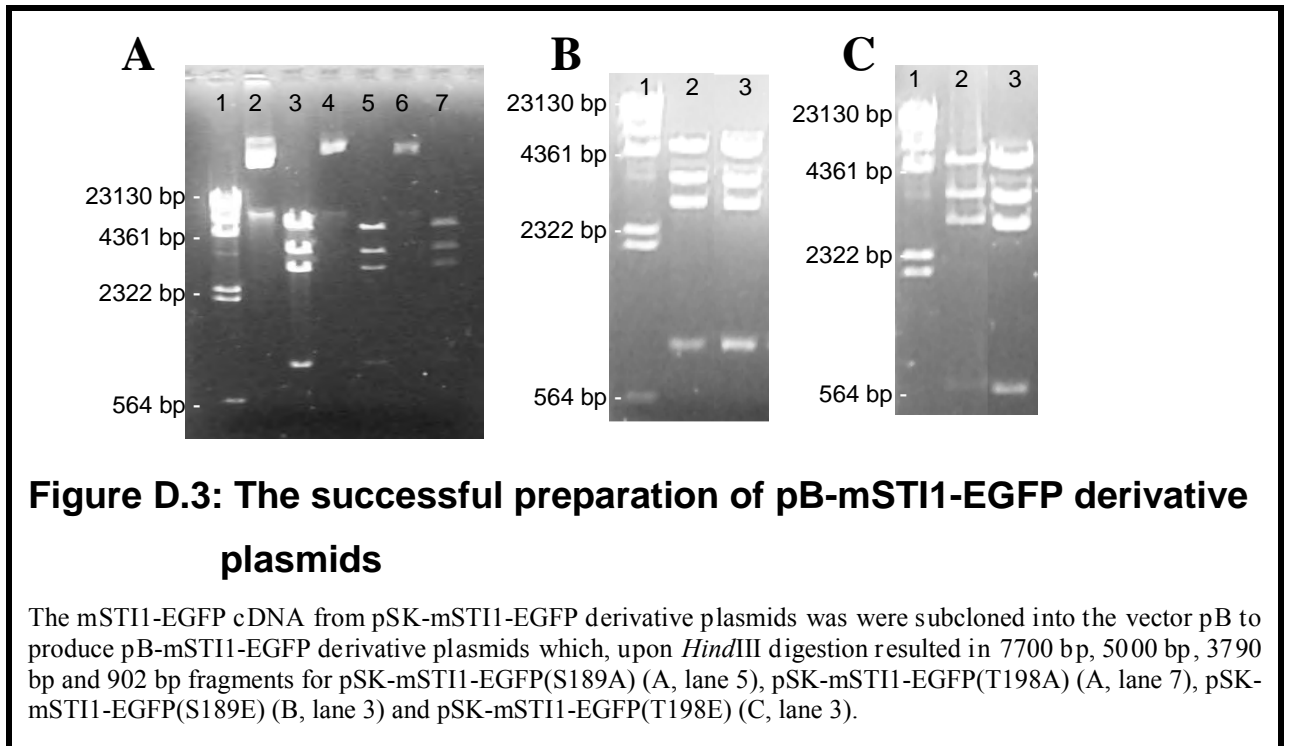 A
B
C
1 2 3 4 5 6 7
23130 bp -
4361 bp -
2322 bp -
564 bp -
1 2 3
23130 bp -
4361 bp -
2322 bp -
564 bp -
1 2 3
23130 bp -
4361 bp -
2322 bp -
564 bp -
Figure D.3: The successful preparation of pB-mSTI1-EGFP derivative
plasmids
The mSTI1-EGFP cDNA from pSK-mSTI1-EGFP derivative plasmids was were subcloned into the vector pB to
produce pB-mSTI1-EGFP derivative plasmids which, upon HindIII digestion resulted in 7700 bp, 5000 bp, 3790
bp and 902 bp fragments for pSK-mSTI1-EGFP(S189A) (A, lane 5), pSK-mSTI1-EGFP(T198A) (A, lane 7), pSK-
mSTI1-EGFP(S189E) (B, lane 3) and pSK-mSTI1-EGFP(T198E) (C, lane 3).